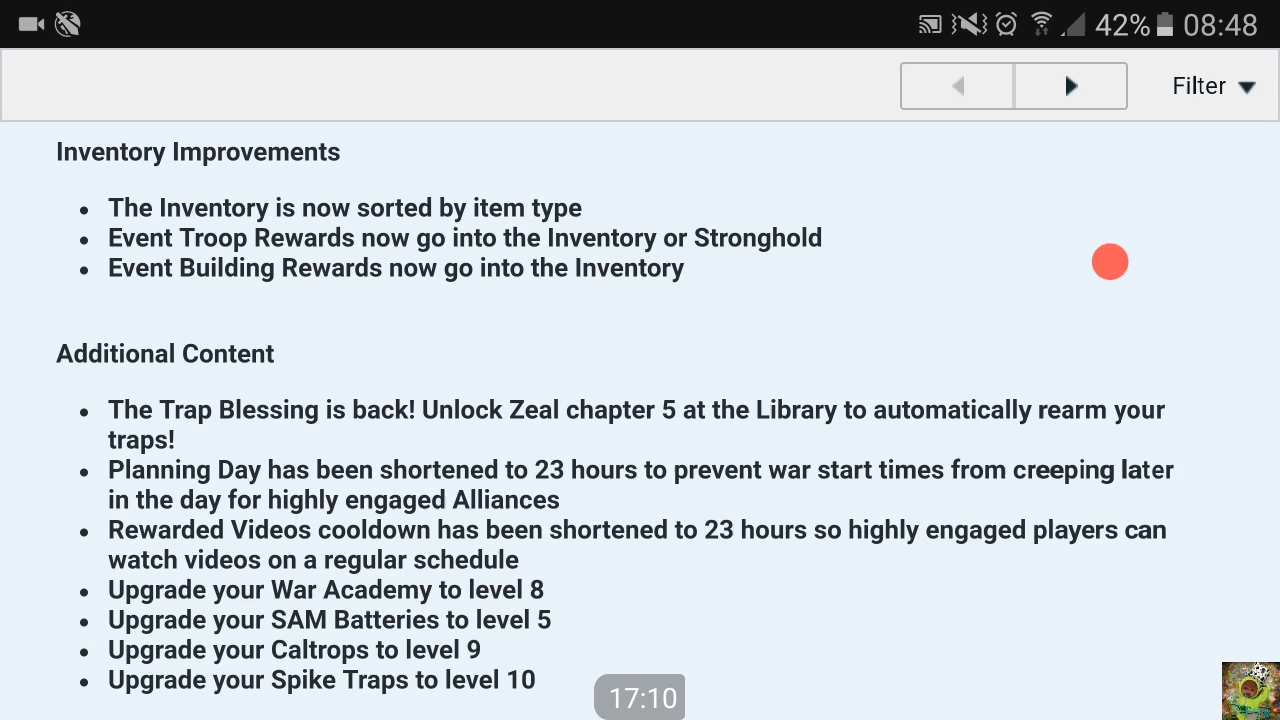 42% 08:48
Filter
Inventory Improvements
• The Inventory is now sorted by item type
• Event Troop Rewards now go into the Inventory or Stronghold
• Event Building Rewards now go into the Inventory
Additional Content
• The Trap Blessing is back! Unlock Zeal chapter 5 at the Library to automatically rearm your
traps!
• Planning Day has been shortened to 23 hours to prevent war start times from creeping later
in the day for highly engaged Alliances
• Rewarded Videos cooldown has been shortened to 23 hours so highly engaged players can
watch videos on a regular schedule
• Upgrade your War Academy to level 8
• Upgrade your SAM Batteries to level 5
• Upgrade your Caltrops to level 9
• Upgrade your Spike Traps to level 10
17:10